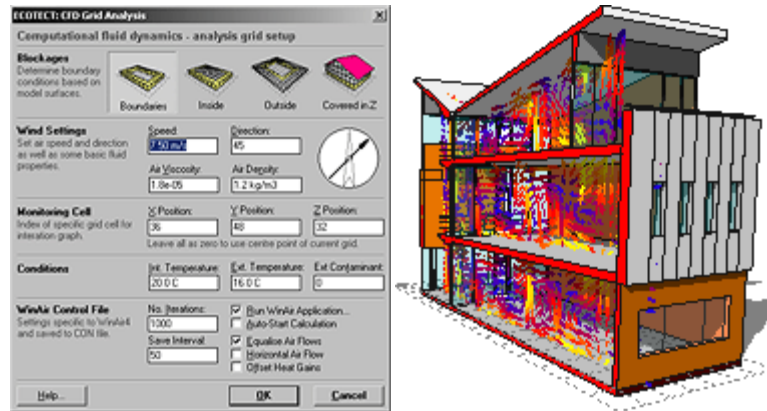 ECOTECT: CFD Grid Analysis
Computational fluid dynamics - analysis grid setup
Blockages
Determine boundary
conditions based on
model surfaces.
Boundaries Inside Outside Covered in Z
Wind Settings
Set air speed and direction
as well as some basic fluid
properties.
Speed: Direction:
7.50 m/s 45
Air Viscosity: Air Density:
1.8e-05 1.2 kg/m3
Monitoring Cell
Index of specific grid cell for
interation graph.
X Position: Y Position: Z Position:
36 48 32
Leave all as zero to use centre point of current grid.
Conditions
Int. Temperature: Ext. Temperature: Ext Contaminant:
20.0 C 16.0 C 0
WinAir Control File
Settings specific to WinAir4
and saved to CON file.
No. Iterations:
1000
Save Interval:
50
Run WinAir Application...
Auto-Start Calculation
Equalise Air Flows
Horizontal Air Flow
Offset Heat Gains
Help... OK Cancel